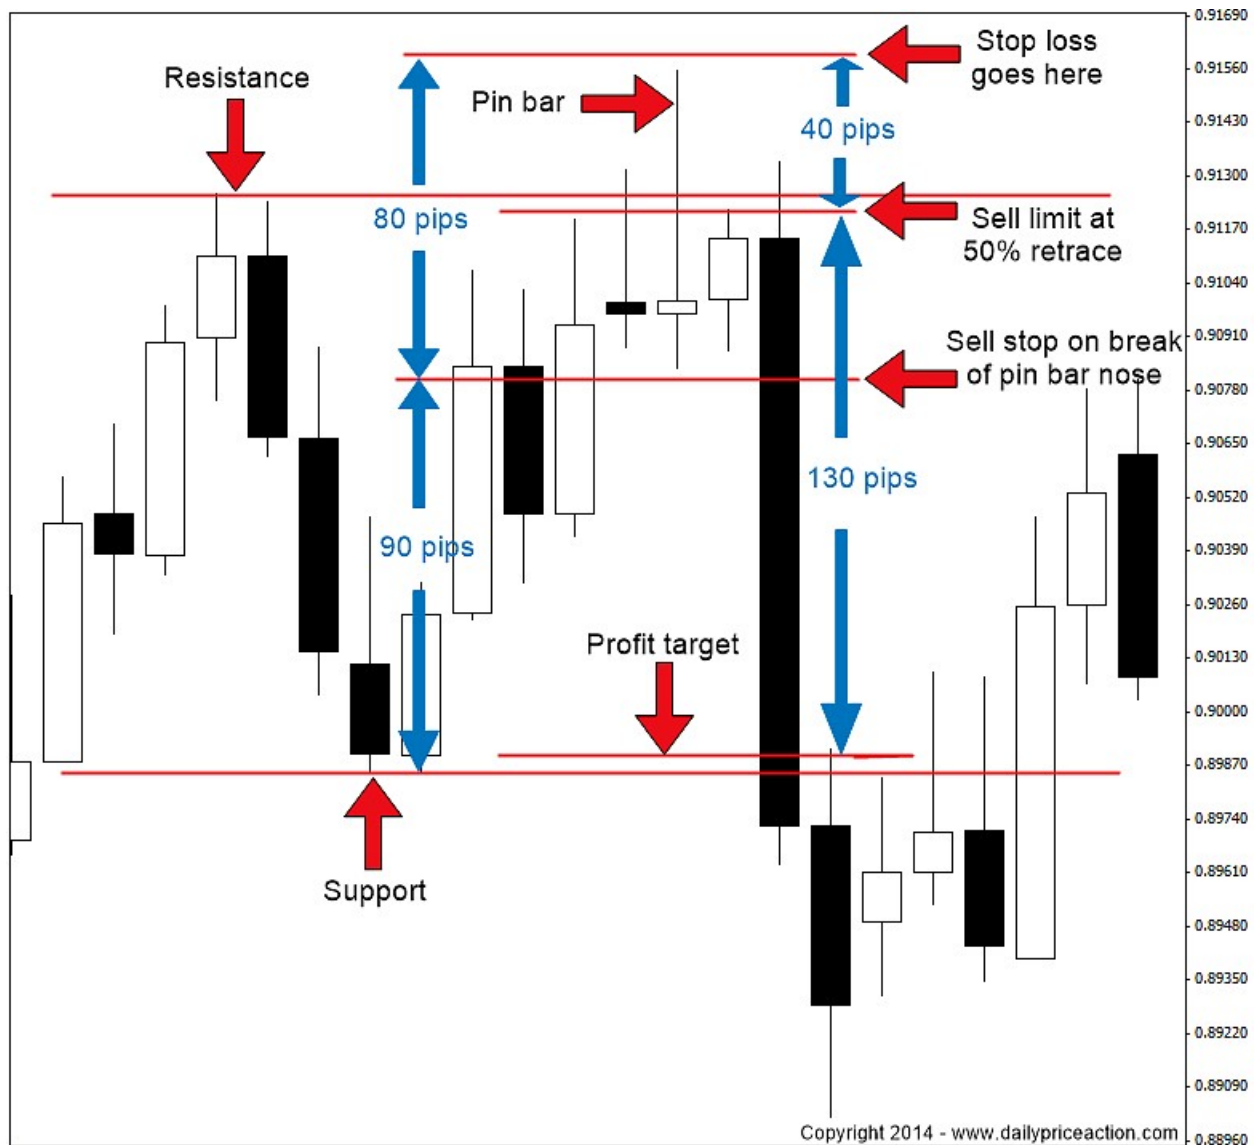 0.91690
Stop loss
goes here
0.91560
Resistance
Pin bar
0.91430
40 pips
0.91300
80 pips
Sell limit at
50% retrace
0.91170
0.91040
0.90910
Sell stop on break
of pin bar nose
0.90780
0.90650
130 pips
0.90520
90 pips
0.90390
0.90260
Profit target
0.90130
0.90000
0.89870
0.89740
Support
0.89610
0.89480
0.89350
0.89220
0.89090
Copyright 2014 - www.dailypriceaction.com
0.88960